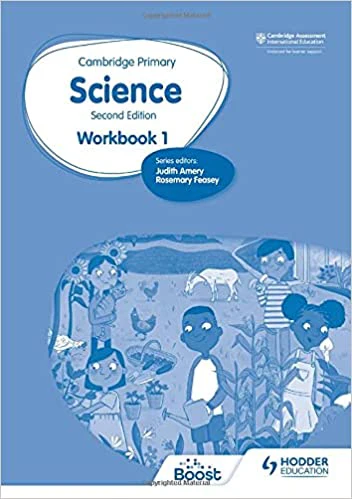 Cambridge Assessment
International Education
Endorsed for learner support
Cambridge Primary
Science
Second Edition
Workbook 1
Series editors:
Judith Amery
Rosemary Feasey
Boost
HODDER
EDUCATION